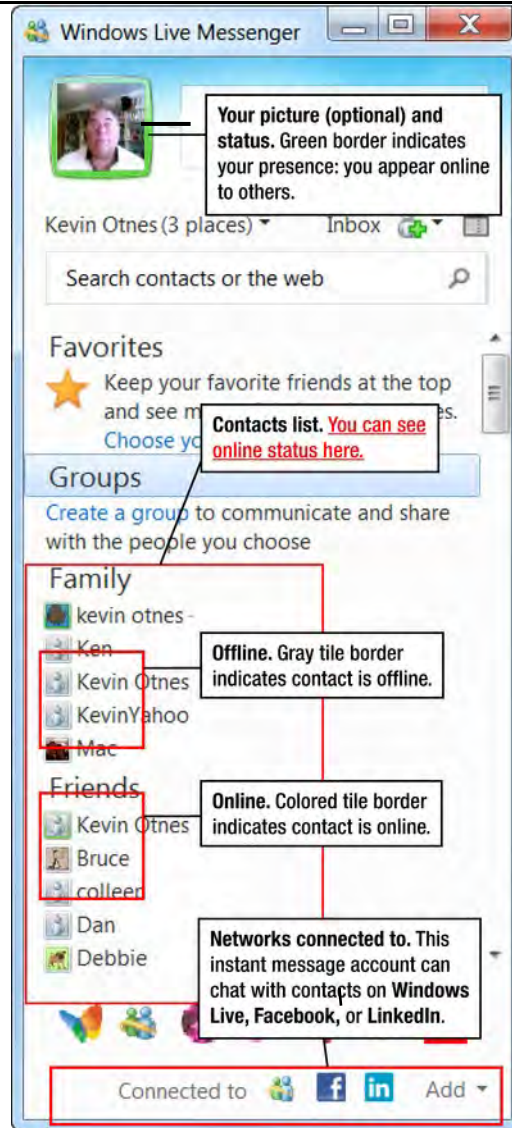 Windows Live Messenger
Your picture (optional) and
status. Green border indicates
your presence: you appear online
to others.
Kevin Otnes (3 places)
Inbox
Search contacts or the web
Favorites
Keep your favorite friends at the top
and see m
es.
Choose yo
Contacts list. You can see
online status here.
Groups
Create a group to communicate and share
with the people you choose
Family
kevin otnes -
Ken
Offline. Gray tile border
indicates contact is offline.
Kevin Otnes
KevinYahoo
Mac
Friends
Online. Colored tile border
indicates contact is online.
Kevin Otnes
Bruce
colleen
Dan
Debbie
Networks connected to. This
instant message account can
chat with contacts on Windows
Live, Facebook, or LinkedIn.
Connected to f in Add